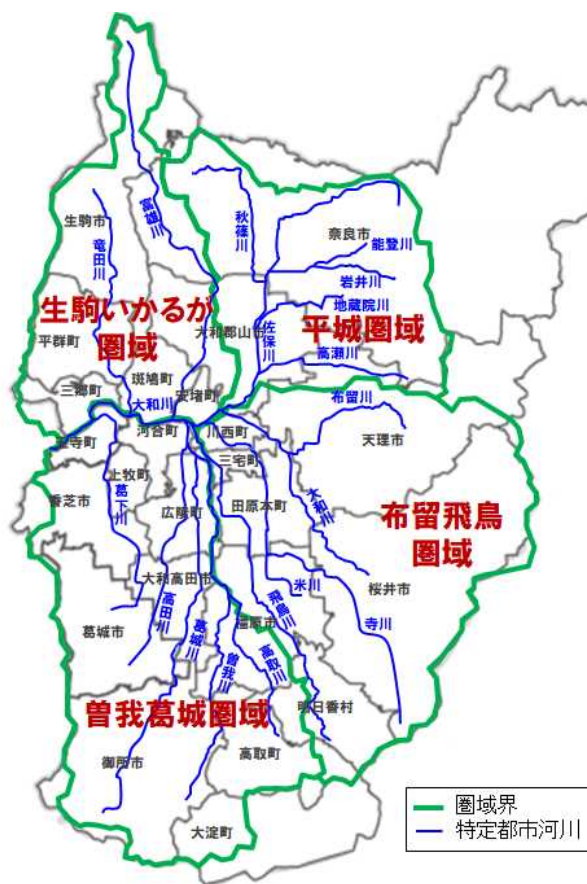 生駒市
富雄川
秋篠川
奈良市
能登川
竜田川
岩井川
地蔵院川
生駒いかるが
圏域
大和郡山市
佐保川
平城圏域
高瀬川
平群町
斑鳩町
三郷町
大和川
安堵町
布留川
王寺町
河合町
川西町
天理市
上牧町
三宅町
香芝市
葛下川
広陵町
田原本町
大和川
布留飛鳥
圏域
大和高田市
高田川
葛城川
飛鳥川
米川
桜井市
葛城市
橿原市
寺川
曽我川
高取川
曽我葛城圏域
明日香村
御所市
高取町
大淀町
圏域界
特定都市河川